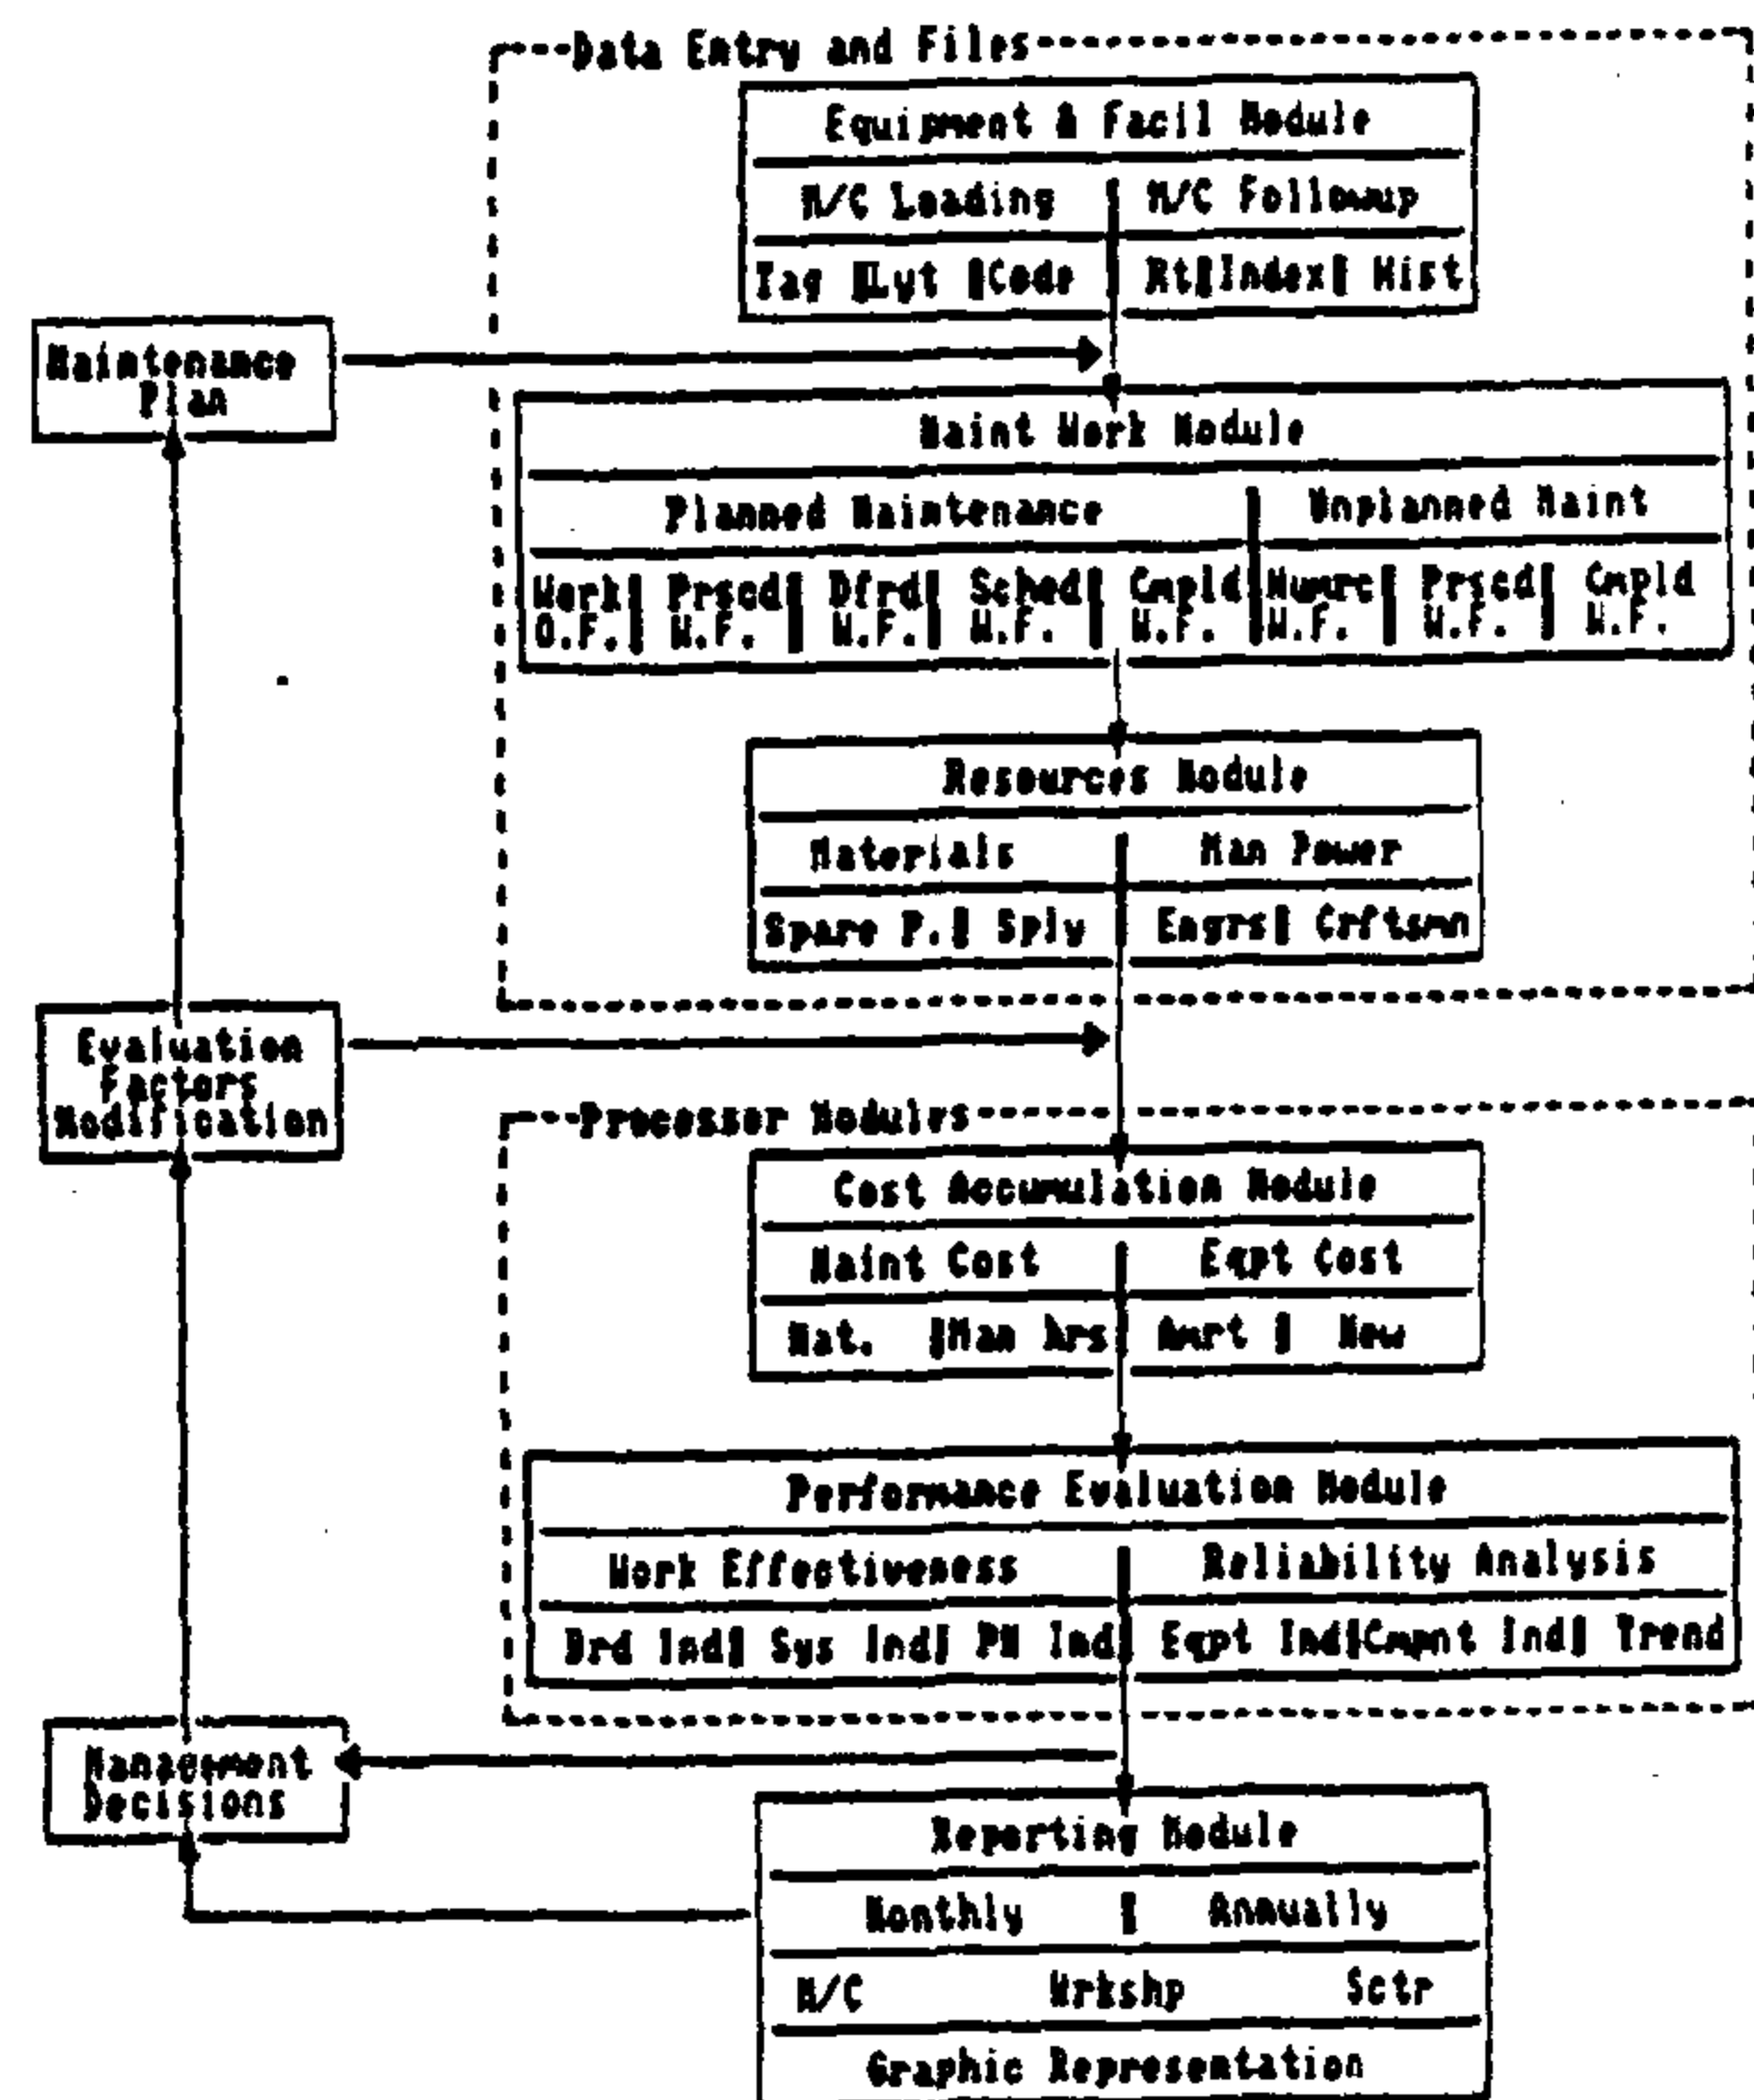 Data Entry and Files
Equipment & Facil Module
M/C Loading | M/C Followup
Tag | Lyt | Code | Rt | Index | Hist
Maintenance
Plan
Maint Work Module
Planned Maintenance | Unplanned Maint
Work | Prscd | Dfrd | Sched | Cmpld | | Prscd | Cmpld
O.F. | W.F. | W.F. | W.F. | W.F. | W.F. | W.F. | W.F.
Resources Module
Materials | Man Power
Spare P. | Sply | Engrs | Crftsmn
Evaluation
Factors
Modification
Processor Modules
Cost Accumulation Module
Maint Cost | Eqpt Cost
Mat. | Man hrs | Amrt | New
Performance Evaluation Module
Work Effectiveness | Reliability Analysis
Brd Ind | Sys Ind | PM Ind | Eqpt Ind | Cmpnt Ind | Trend
Management
Decisions
Reporting Module
Monthly | Annually
M/C Wrkshp Sctr
Graphic Representation